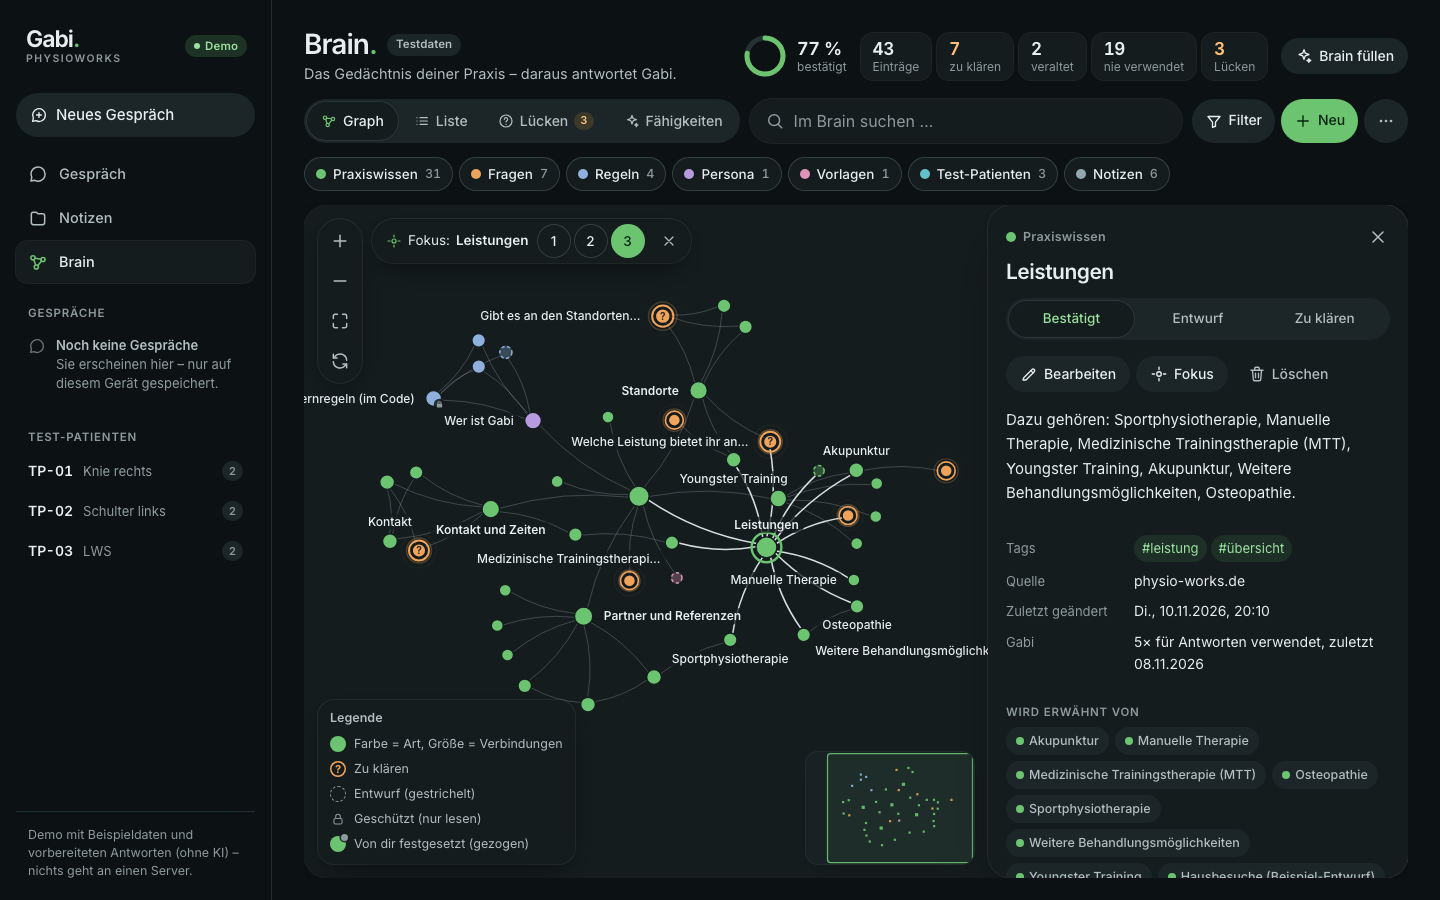 Gabi.
PHYSIOWORKS
Demo
Neues Gespräch
Gespräch
Notizen
Brain
GESPRÄCHE
Noch keine Gespräche
Sie erscheinen hier – nur auf
diesem Gerät gespeichert.
TEST-PATIENTEN
TP-01 Knie rechts 2
TP-02 Schulter links 2
TP-03 LWS 2
Demo mit Beispieldaten und
vorbereiteten Antworten (ohne KI) –
nichts geht an einen Server.
Brain. Testdaten
Das Gedächtnis deiner Praxis – daraus antwortet Gabi.
77 %
bestätigt
43
Einträge
7
zu klären
2
veraltet
19
nie verwendet
3
Lücken
Brain füllen
Graph
Liste
Lücken 3
Fähigkeiten
Im Brain suchen ...
Filter
Neu
Praxiswissen 31
Fragen 7
Regeln 4
Persona 1
Vorlagen 1
Test-Patienten 3
Notizen 6
Fokus: Leistungen 1 2 3
Gibt es an den Standorten...
Standorte
ernregeln (im Code)
Wer ist Gabi
Welche Leistung bietet ihr an...
Akupunktur
Youngster Training
Kontakt
Kontakt und Zeiten
Leistungen
Medizinische Trainingstherapi...
Manuelle Therapie
Partner und Referenzen
Osteopathie
Weitere Behandlungsmöglichk
Sportphysiotherapie
Legende
Farbe = Art, Größe = Verbindungen
? Zu klären
Entwurf (gestrichelt)
Geschützt (nur lesen)
Von dir festgesetzt (gezogen)
Praxiswissen
Leistungen
Bestätigt
Entwurf
Zu klären
Bearbeiten
Fokus
Löschen
Dazu gehören: Sportphysiotherapie, Manuelle
Therapie, Medizinische Trainingstherapie (MTT),
Youngster Training, Akupunktur, Weitere
Behandlungsmöglichkeiten, Osteopathie.
Tags #leistung #übersicht
Quelle physio-works.de
Zuletzt geändert Di., 10.11.2026, 20:10
Gabi 5× für Antworten verwendet, zuletzt
08.11.2026
WIRD ERWÄHNT VON
Akupunktur
Manuelle Therapie
Medizinische Trainingstherapie (MTT)
Osteopathie
Sportphysiotherapie
Weitere Behandlungsmöglichkeiten
Youngster Training
Hausbesuche (Beispiel-Entwurf)